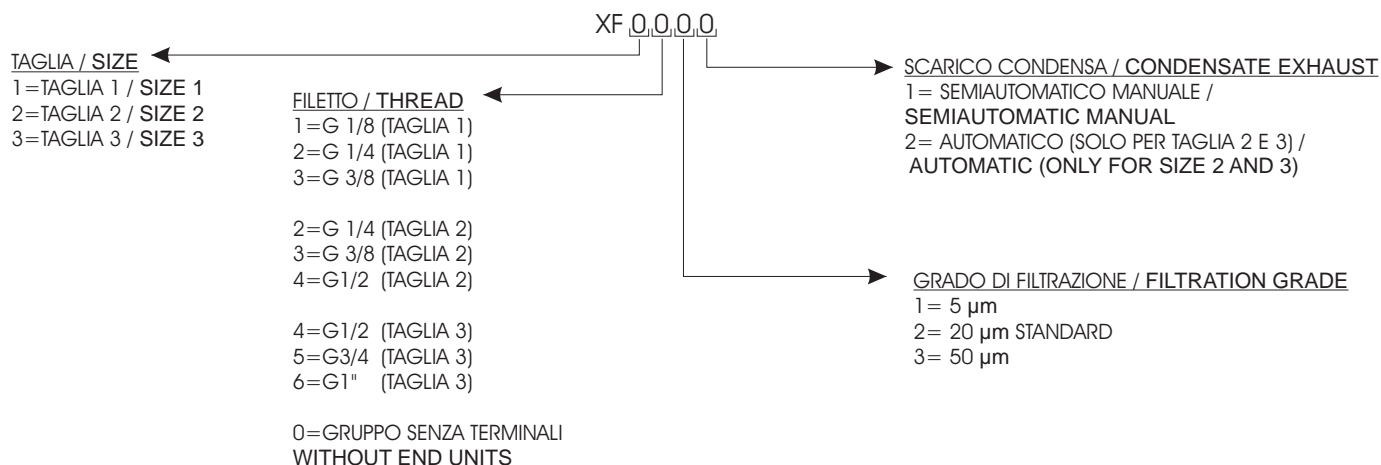 XF 0 0 0 0
TAGLIA / SIZE
1=TAGLIA 1 / SIZE 1
2=TAGLIA 2 / SIZE 2
3=TAGLIA 3 / SIZE 3
FILETTO / THREAD
1=G 1/8 (TAGLIA 1)
2=G 1/4 (TAGLIA 1)
3=G 3/8 (TAGLIA 1)
2=G 1/4 (TAGLIA 2)
3=G 3/8 (TAGLIA 2)
4=G1/2 (TAGLIA 2)
4=G1/2 (TAGLIA 3)
5=G3/4 (TAGLIA 3)
6=G1" (TAGLIA 3)
0=GRUPPO SENZA TERMINALI
WITHOUT END UNITS
SCARICO CONDENSA / CONDENSATE EXHAUST
1= SEMIAUTOMATICO MANUALE /
SEMIAUTOMATIC MANUAL
2= AUTOMATICO (SOLO PER TAGLIA 2 E 3) /
AUTOMATIC (ONLY FOR SIZE 2 AND 3)
GRADO DI FILTRAZIONE / FILTRATION GRADE
1= 5 µm
2= 20 µm STANDARD
3= 50 µm